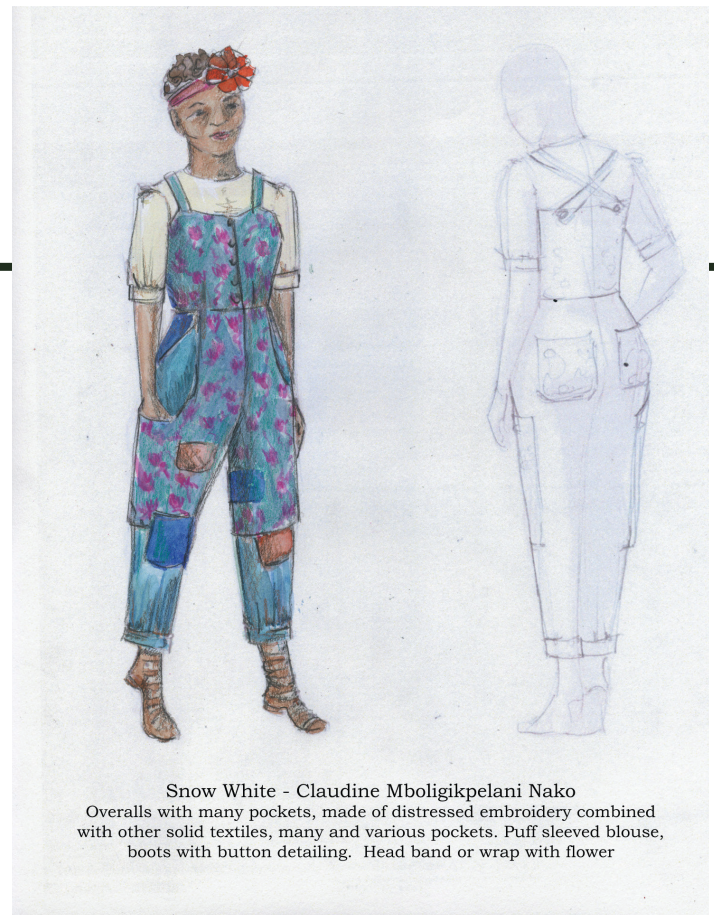 Snow White - Claudine Mboligikpelani Nako
Overalls with many pockets, made of distressed embroidery combined
with other solid textiles, many and various pockets. Puff sleeved blouse,
boots with button detailing.  Head band or wrap with flower